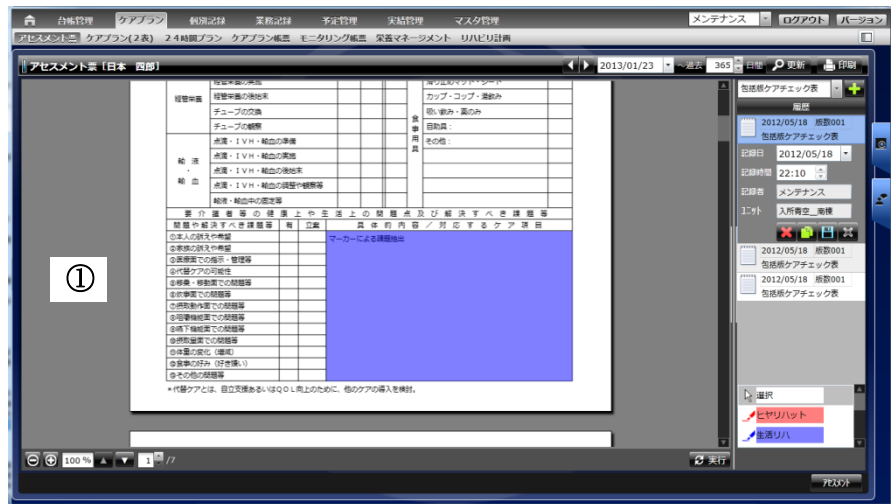 台帳管理 ケアプラン 個別記録 業務記録 予定管理 実績管理 マスタ管理 メンテナンス ログアウト バージョン
アセスメント票 ケアプラン(2表) 24時間プラン ケアプラン帳票 モニタリング帳票 栄養マネージメント リハビリ計画
アセスメント票 [日本 四郎] 2013/01/23 ~過去 365 日間 更新 印刷
包括版ケアチェック表
履歴
2012/05/18 版数001
包括版ケアチェック表
記録日 2012/05/18
記録時間 22:10
記録者 メンテナンス
ユニット 入所青空_南棟
2012/05/18 版数001
包括版ケアチェック表
2012/05/18 版数001
包括版ケアチェック表
選択
ヒヤリハット
生活リハ
経管栄養
経管栄養の後始末
チューブの交換
チューブの観察
輸液・輸血
点滴・IVH・輸血の準備
点滴・IVH・輸血の実施
点滴・IVH・輸血の後始末
点滴・IVH・輸血の調整や観察等
輸液・輸血中の固定等
食事用具
カップ・コップ・湯飲み
吸い飲み・薬のみ
自助具:
その他:
要介護者等の健康上や生活上の問題点及び解決すべき課題等
問題や解決すべき課題等 有 立案 具体的内容/対応するケア項目
①本人の訴えや希望
マーカーによる課題抽出
②家族の訴えや希望
③医療面での指示・管理等
④代替ケアの可能性
⑤移乗・移動面での問題等
⑥炊事面での問題等
⑦摂取動作面での問題等
⑧咀嚼機能面での問題等
⑨嚥下機能面での問題等
⑩摂取量面での問題等
⑪体重の変化(増減)
⑫食事の好み(好き嫌い)
⑬その他の問題等
*代替ケアとは、自立支援あるいはQOL向上のために、他のケアの導入を検討。
①
100 % 1 /7 実行
アセスメント